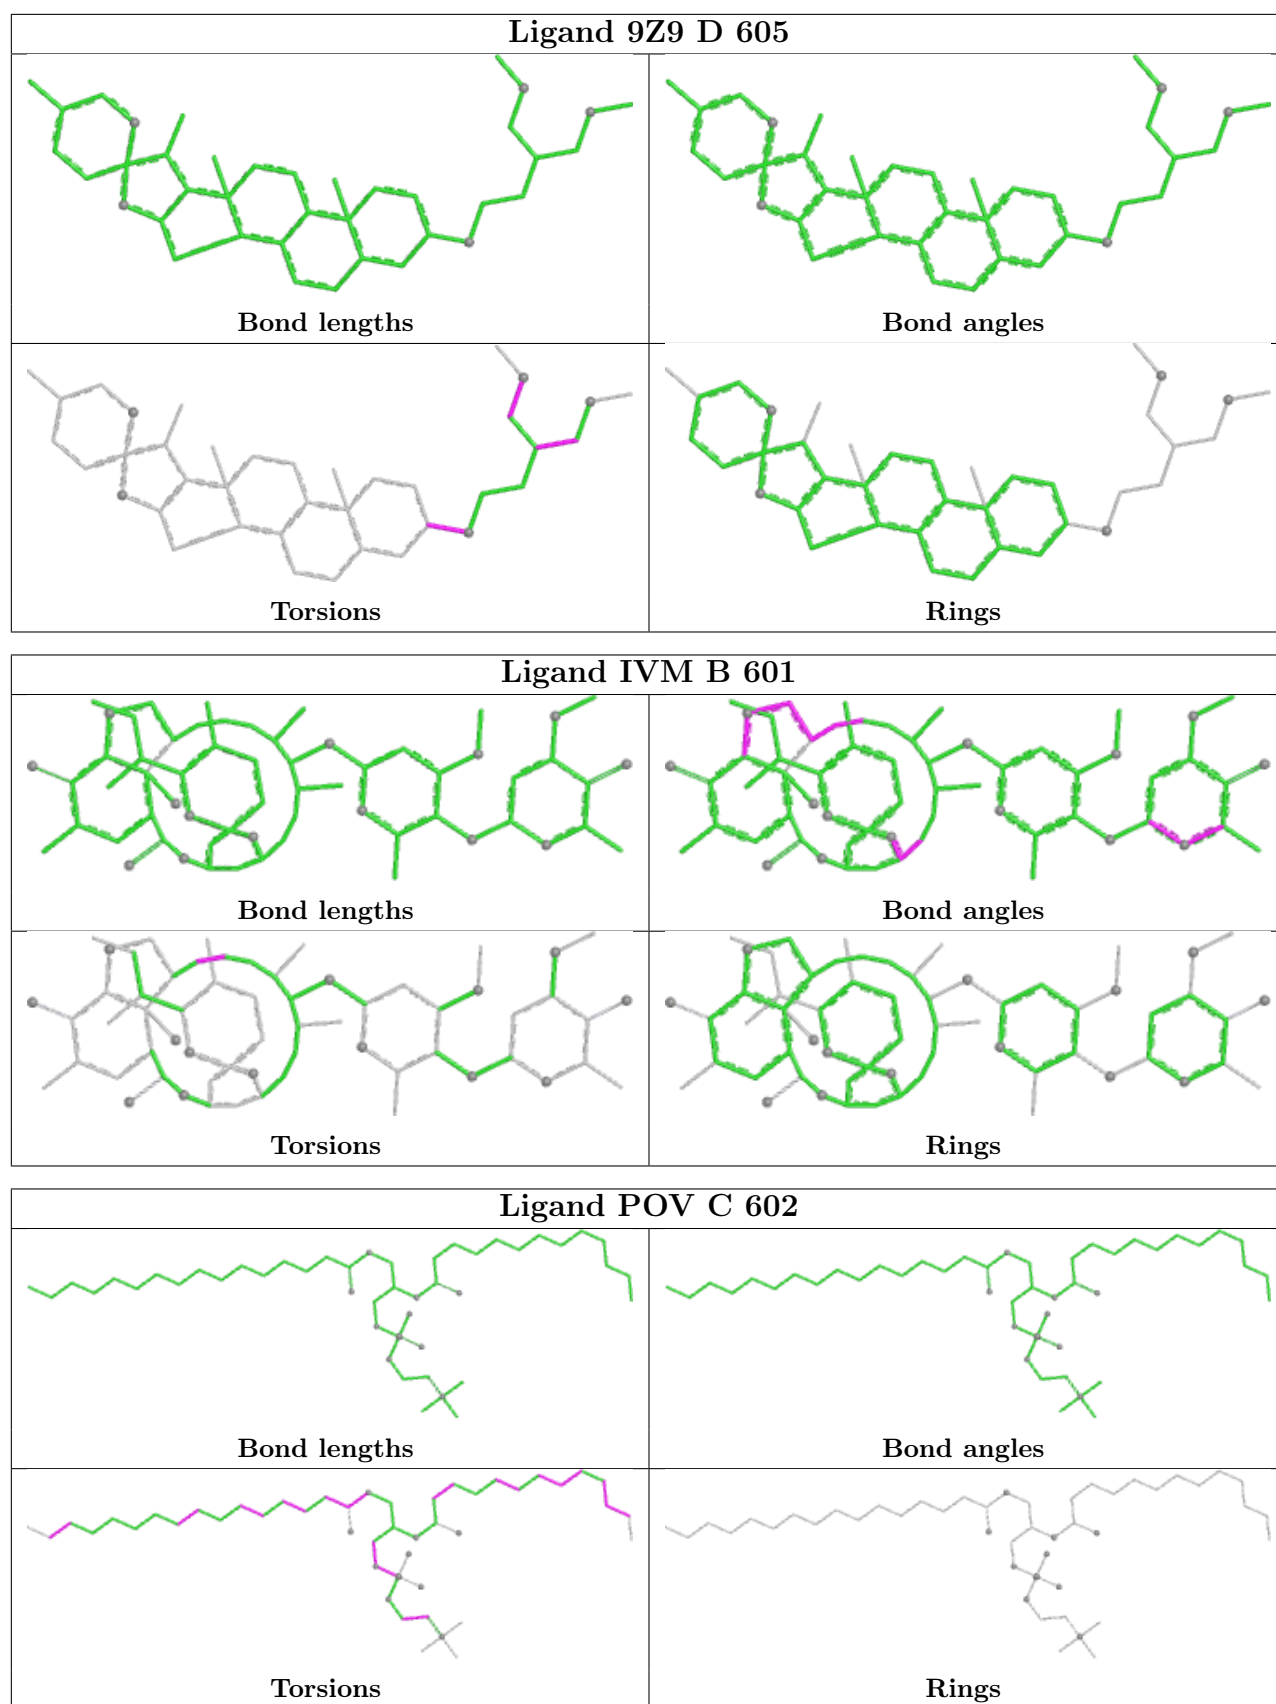 Ligand 9Z9 D 605
Bond lengths
Bond angles
Torsions
Rings
Ligand IVM B 601
Bond lengths
Bond angles
Torsions
Rings
Ligand POV C 602
Bond lengths
Bond angles
Torsions
Rings